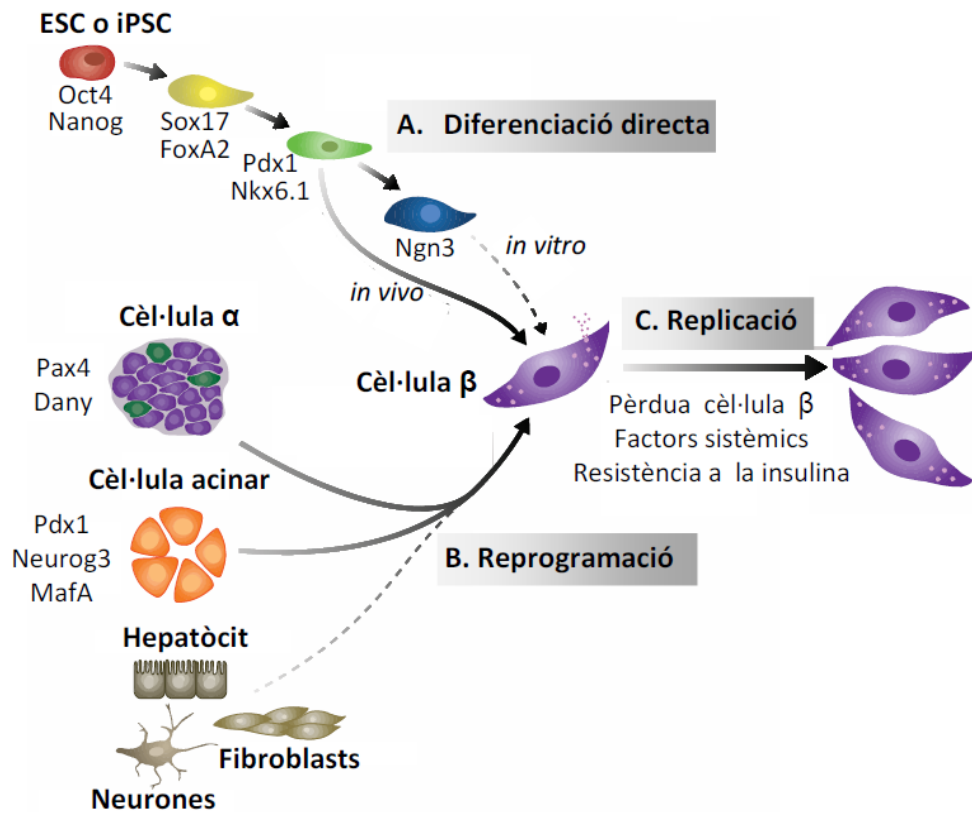 ESC o iPSC
Oct4
Nanog
Sox17
FoxA2
Pdx1
Nkx6.1
A. Diferenciació directa
Ngn3
in vitro
in vivo
Cèl·lula α
Pax4
Dany
Cèl·lula β
C. Replicació
Pèrdua cèl·lula β
Factors sistèmics
Resistència a la insulina
Cèl·lula acinar
Pdx1
Neurog3
MafA
B. Reprogramació
Hepatòcit
Fibroblasts
Neurones